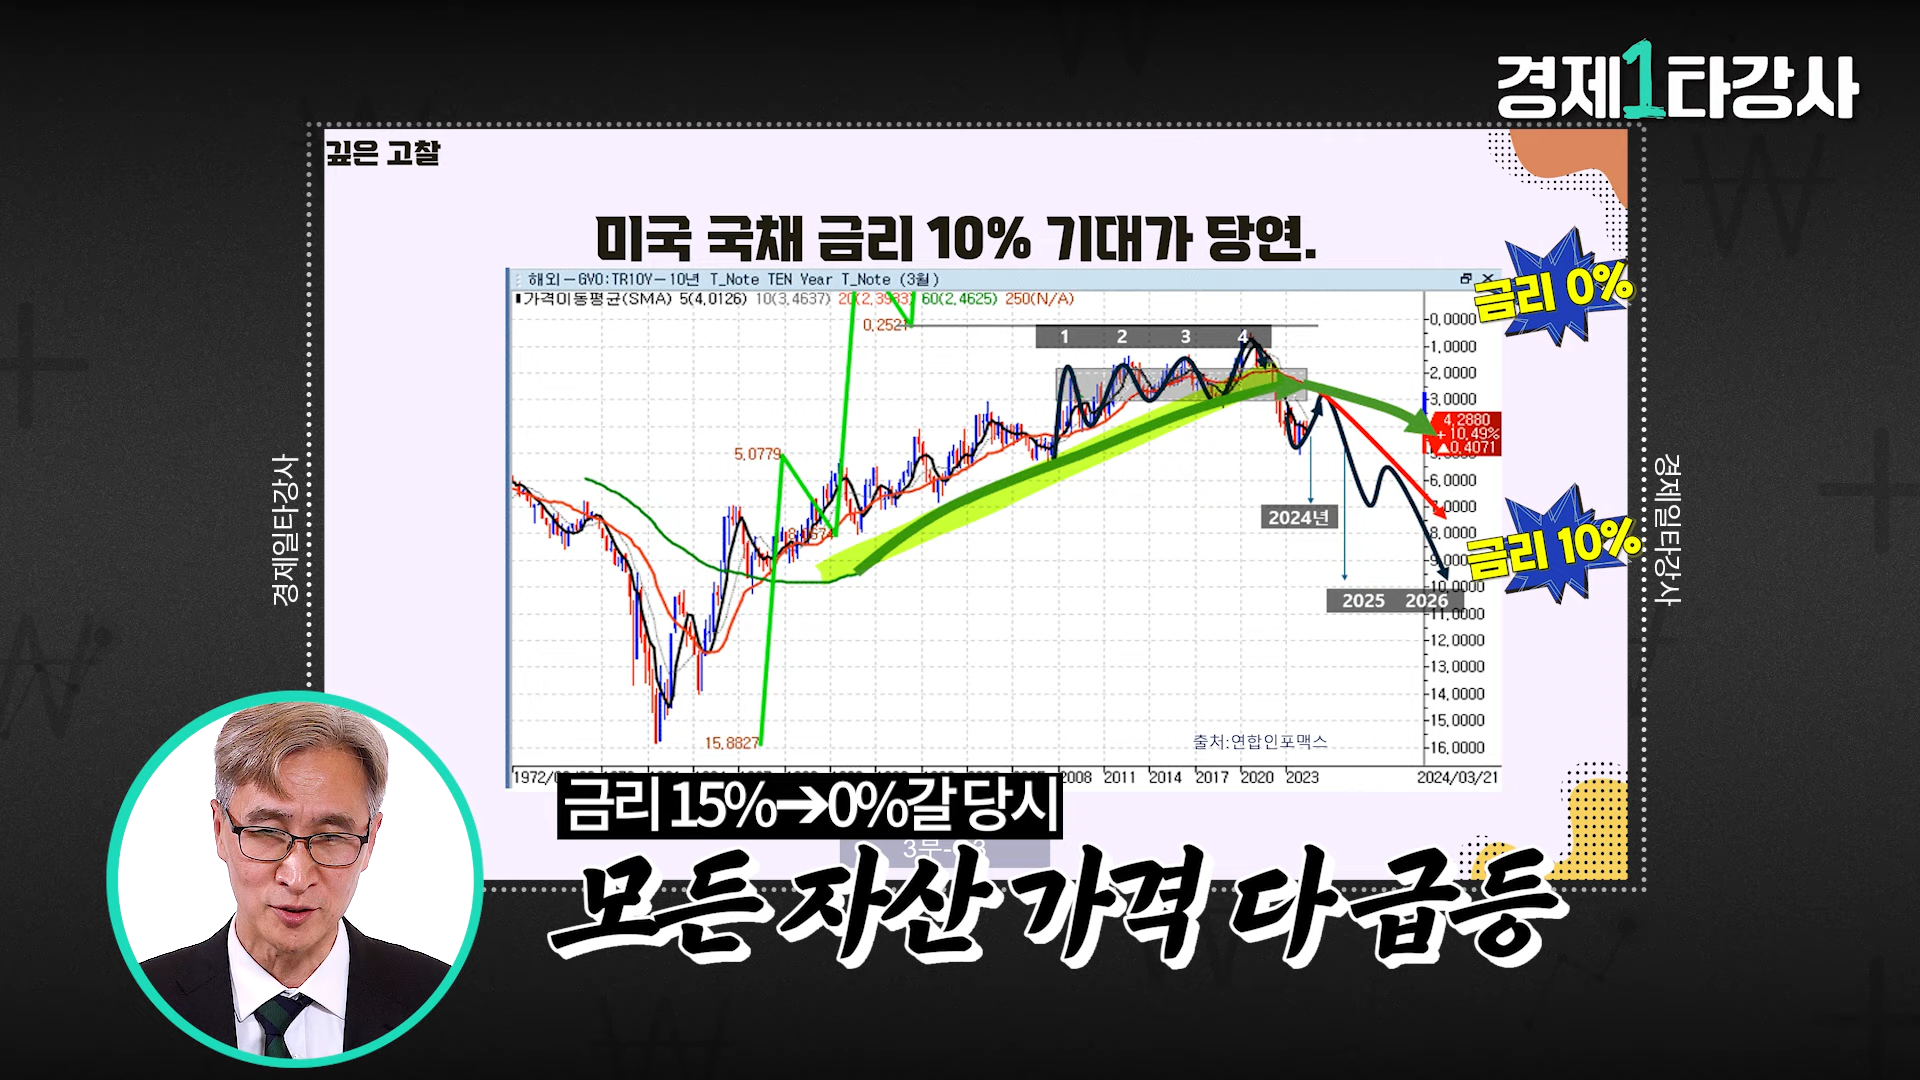 경제1타강사
깊은 고찰
미국 국채 금리 10% 기대가 당연.
해외-GVO:TR10Y-10년 T_Note TEN Year T_Note (3월)
가격이동평균(SMA) 5(4,0126) 10(3,4637) 20(2,3933) 60(2,4625) 250(N/A)
0,2521
1 2 3 4
금리 0%
0,0000
1,0000
2,0000
3,0000
4,2880
+10,49%
▲0,4071
5,0779
6,0000
7,0000
8,0000
9,0000
10,0000
11,0000
12,0000
13,0000
14,0000
15,0000
16,0000
2024년
금리 10%
2025 2026
15,8827
출처:연합인포맥스
2008 2011 2014 2017 2020 2023 2024/03/21
경제일타강사
경제일타강사
금리 15%→0%갈 당시
모든 자산 가격 다 급등